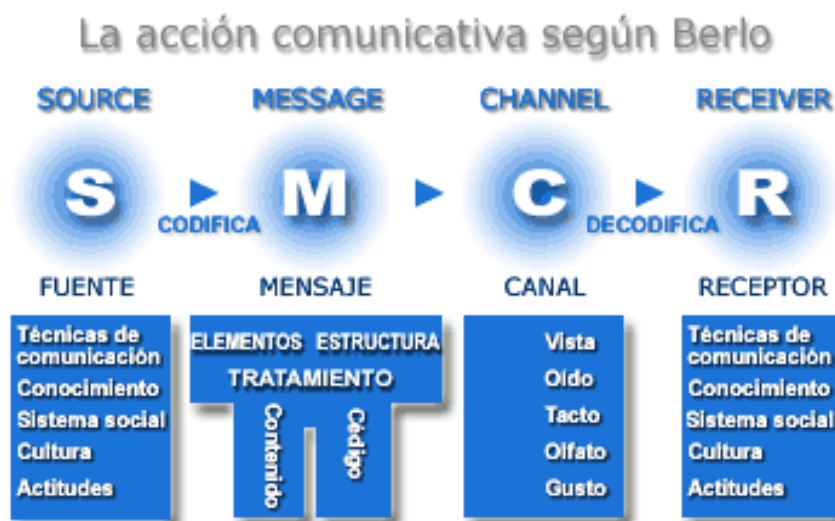 La acción comunicativa según Berlo
SOURCE MESSAGE CHANNEL RECEIVER
S M C R
CODIFICA DECODIFICA
FUENTE MENSAJE CANAL RECEPTOR
Técnicas de
comunicación
Conocimiento
Sistema social
Cultura
Actitudes
ELEMENTOS ESTRUCTURA
TRATAMIENTO
Contenido
Código
Vista
Oido
Tacto
Olfato
Gusto
Técnicas de
comunicación
Conocimiento
Sistema social
Cultura
Actitudes